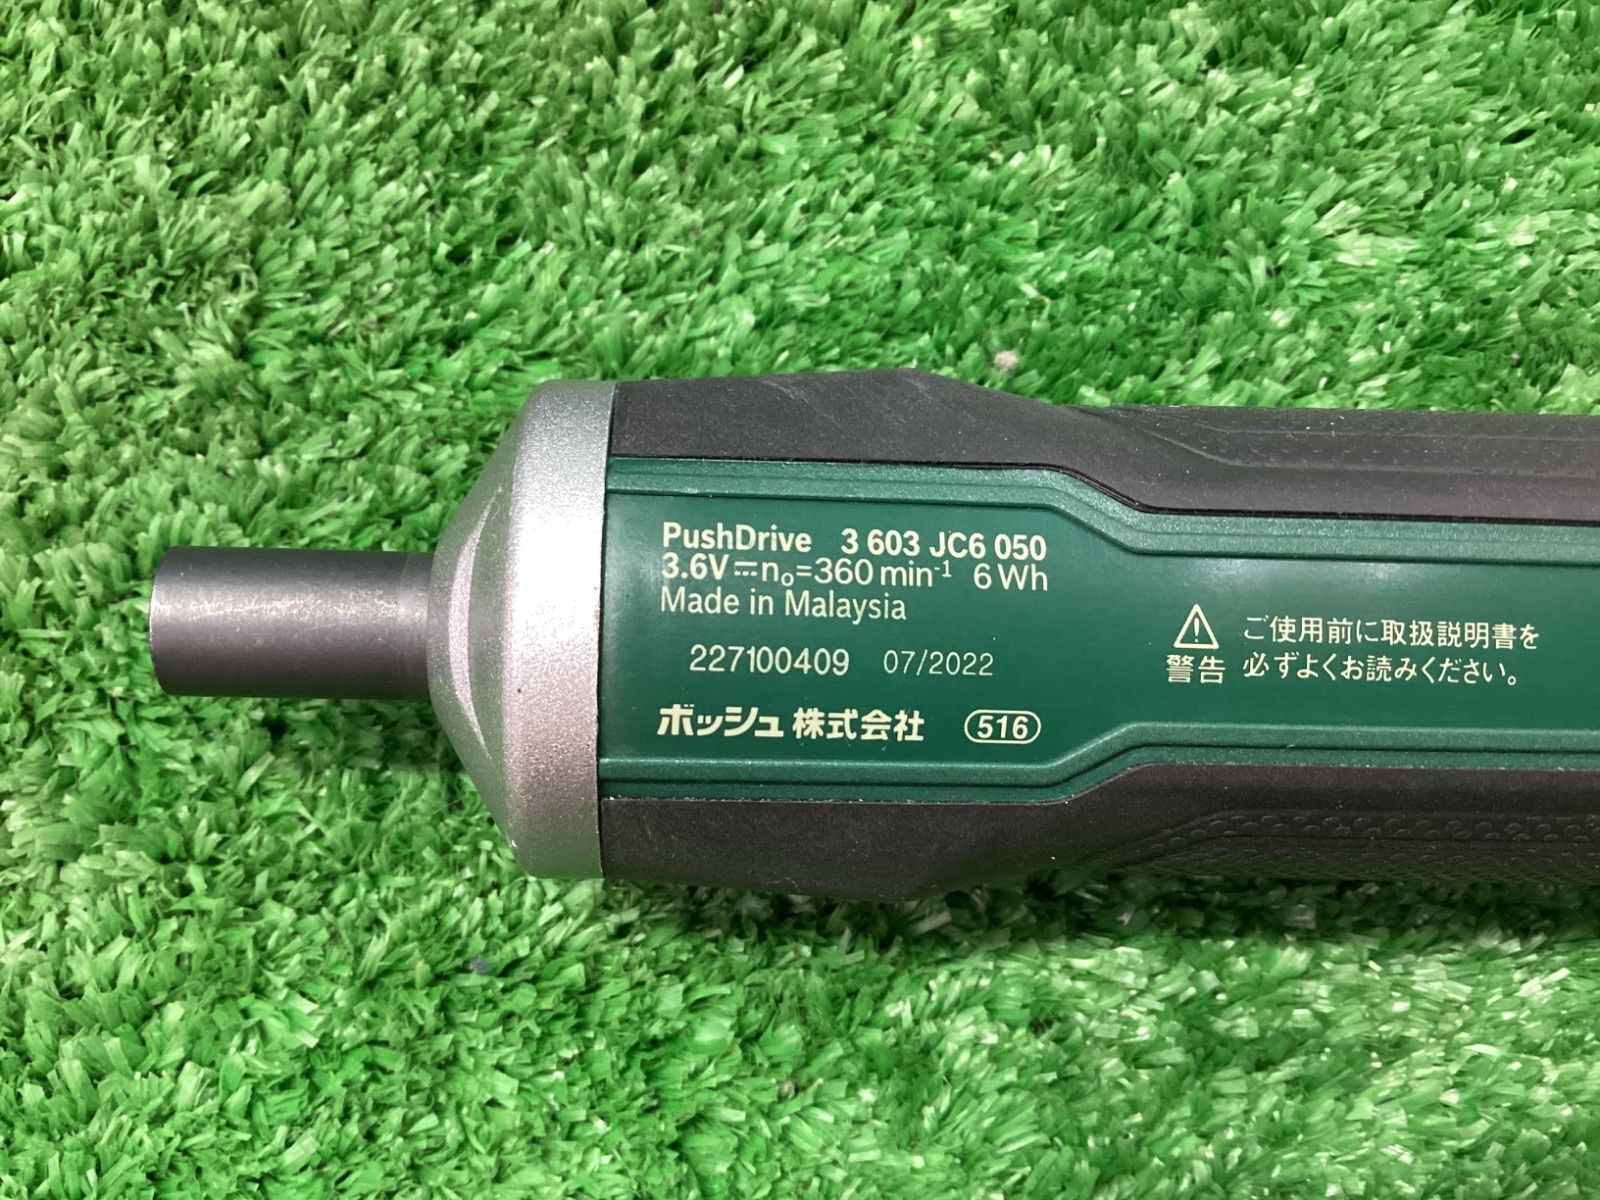 PushDrive 3 603 JC6 050
3.6V⎓n₀=360 min⁻¹ 6 Wh
Made in Malaysia
227100409 07/2022
ボッシュ株式会社 516
警告
ご使用前に取扱説明書を
必ずよくお読みください。